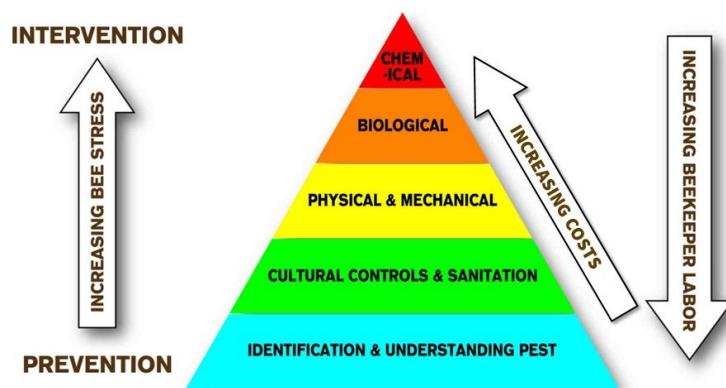 INTERVENTION
INCREASING BEE STRESS
PREVENTION
CHEM
-ICAL
BIOLOGICAL
PHYSICAL & MECHANICAL
CULTURAL CONTROLS & SANITATION
IDENTIFICATION & UNDERSTANDING PEST
INCREASING COSTS
INCREASING BEEKEEPER LABOR